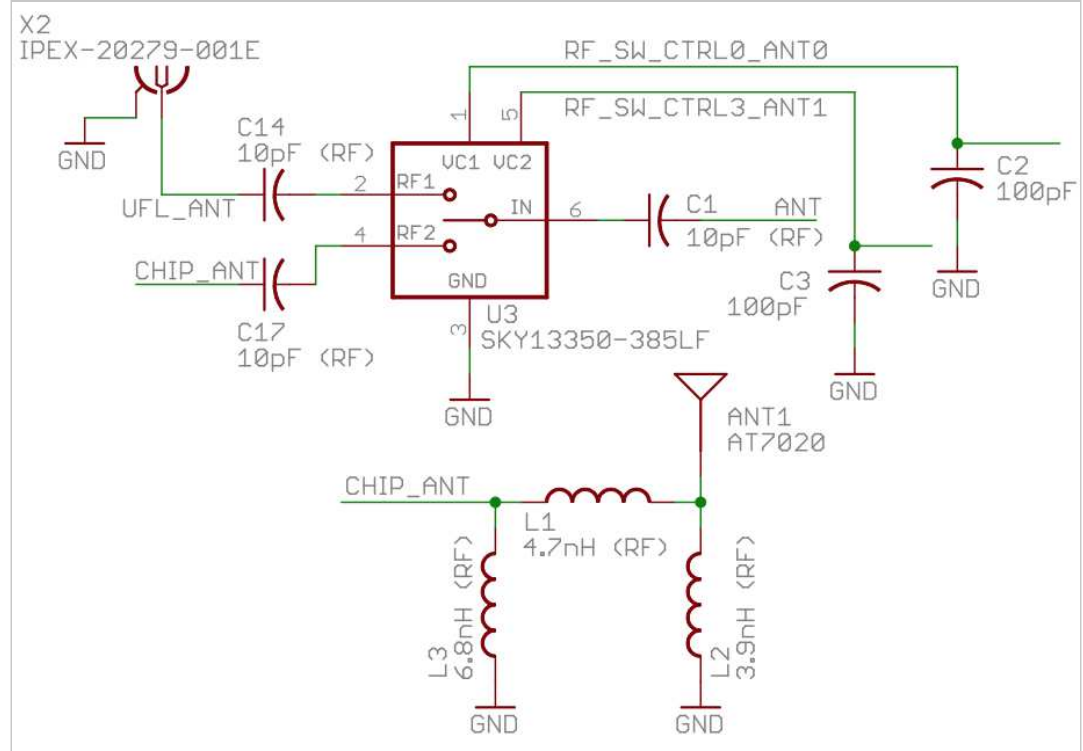 X2
IPEX-20279-001E
GND
C14
10pF (RF)
UFL_ANT
CHIP_ANT
C17
10pF (RF)
RF_SW_CTRL0_ANT0
RF_SW_CTRL3_ANT1
1
5
VC1 VC2
2
RF1
IN
6
4
RF2
GND
3
U3
SKY13350-385LF
GND
C1
10pF (RF)
ANT
C2
100pF
GND
C3
100pF
GND
ANT1
AT7020
CHIP_ANT
L1
4.7nH (RF)
L3
6.8nH (RF)
GND
L2
3.9nH (RF)
GND